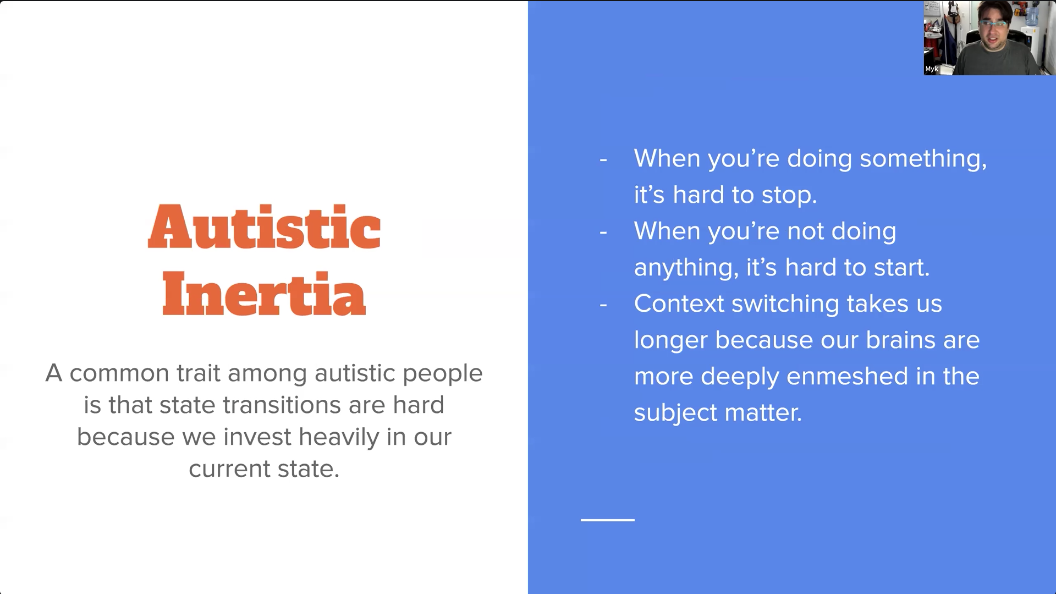 Autistic
Inertia
A common trait among autistic people
is that state transitions are hard
because we invest heavily in our
current state.
- When you're doing something,
it's hard to stop.
- When you're not doing
anything, it's hard to start.
- Context switching takes us
longer because our brains are
more deeply enmeshed in the
subject matter.